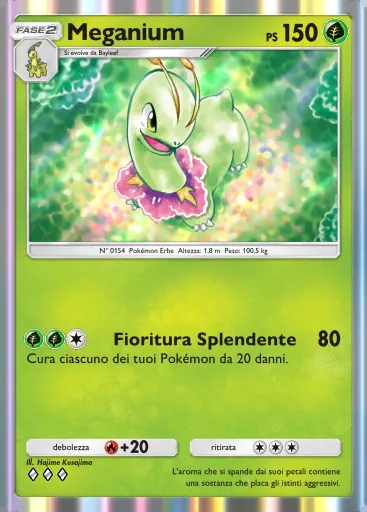 FASE 2
Meganium
PS 150
Si evolve da Bayleef
N° 0154 Pokémon Erbe Altezza: 1,8 m Peso: 100,5 kg
Fioritura Splendente 80
Cura ciascuno dei tuoi Pokémon da 20 danni.
debolezza +20 ritirata
Ill. Hajime Kusajima
L'aroma che si spande dai suoi petali contiene
una sostanza che placa gli istinti aggressivi.